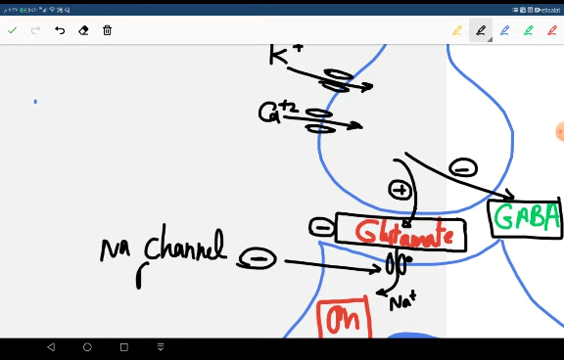 K+
Ca+2
−
+
GABA
− Glutamate
Na channel −
Na+
On